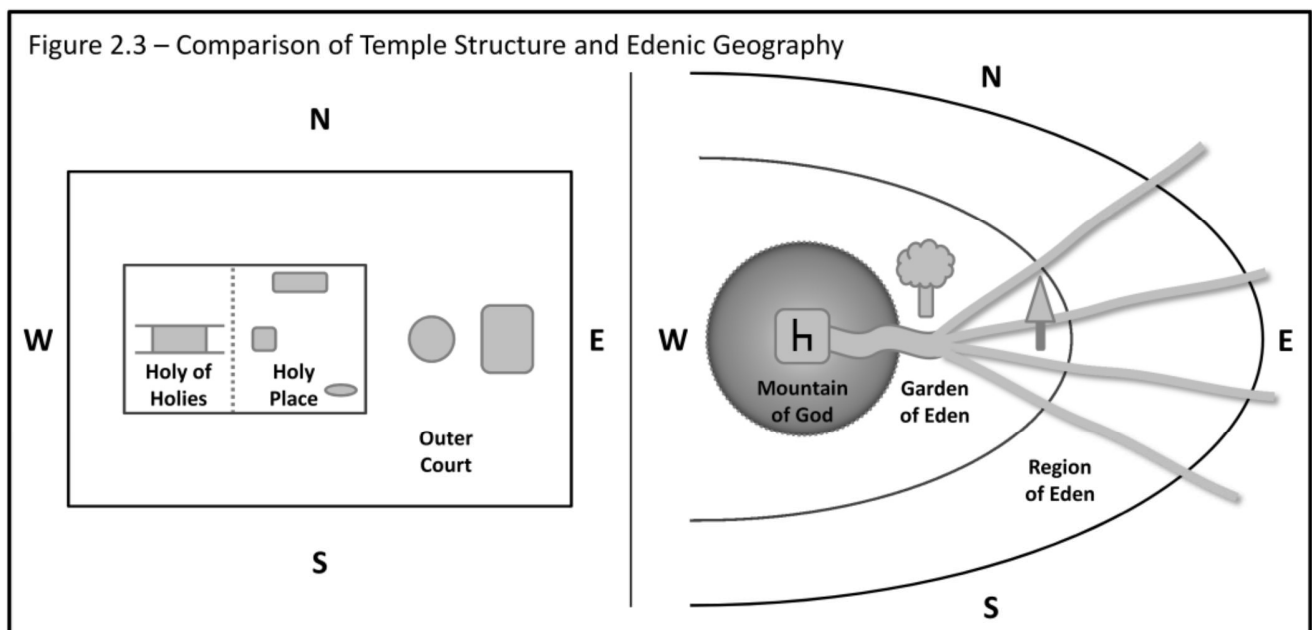 Figure 2.3 – Comparison of Temple Structure and Edenic Geography
N
W
E
S
Holy of
Holies
Holy
Place
Outer
Court
N
W
E
S
Mountain
of God
Garden
of Eden
Region
of Eden